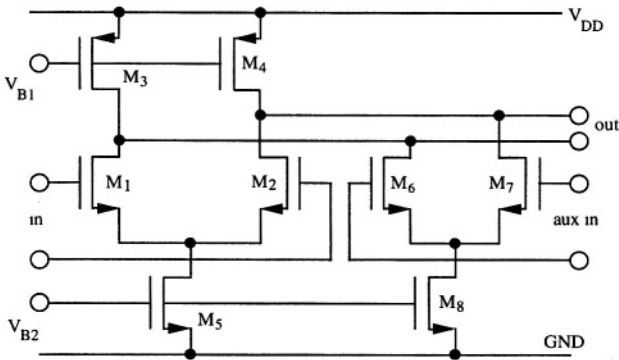 V_DD
V_B1
M_3
M_4
out
M_1
M_2
M_6
M_7
in
aux in
V_B2
M_5
M_8
GND